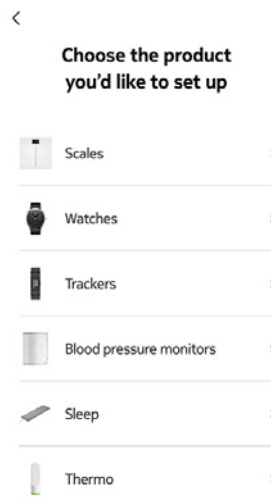 Choose the product
you’d like to set up
Scales
Watches
Trackers
Blood pressure monitors
Sleep
Thermo